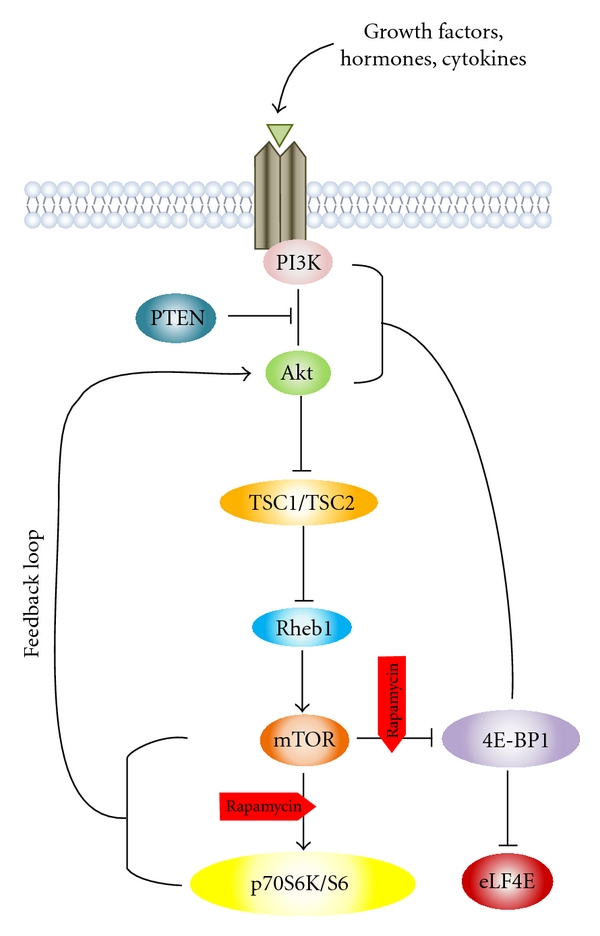 Growth factors,
hormones, cytokines
PI3K
PTEN
Akt
TSC1/TSC2
Feedback loop
Rheb1
Rapamycin
mTOR
4E-BP1
Rapamycin
p70S6K/S6
eLF4E